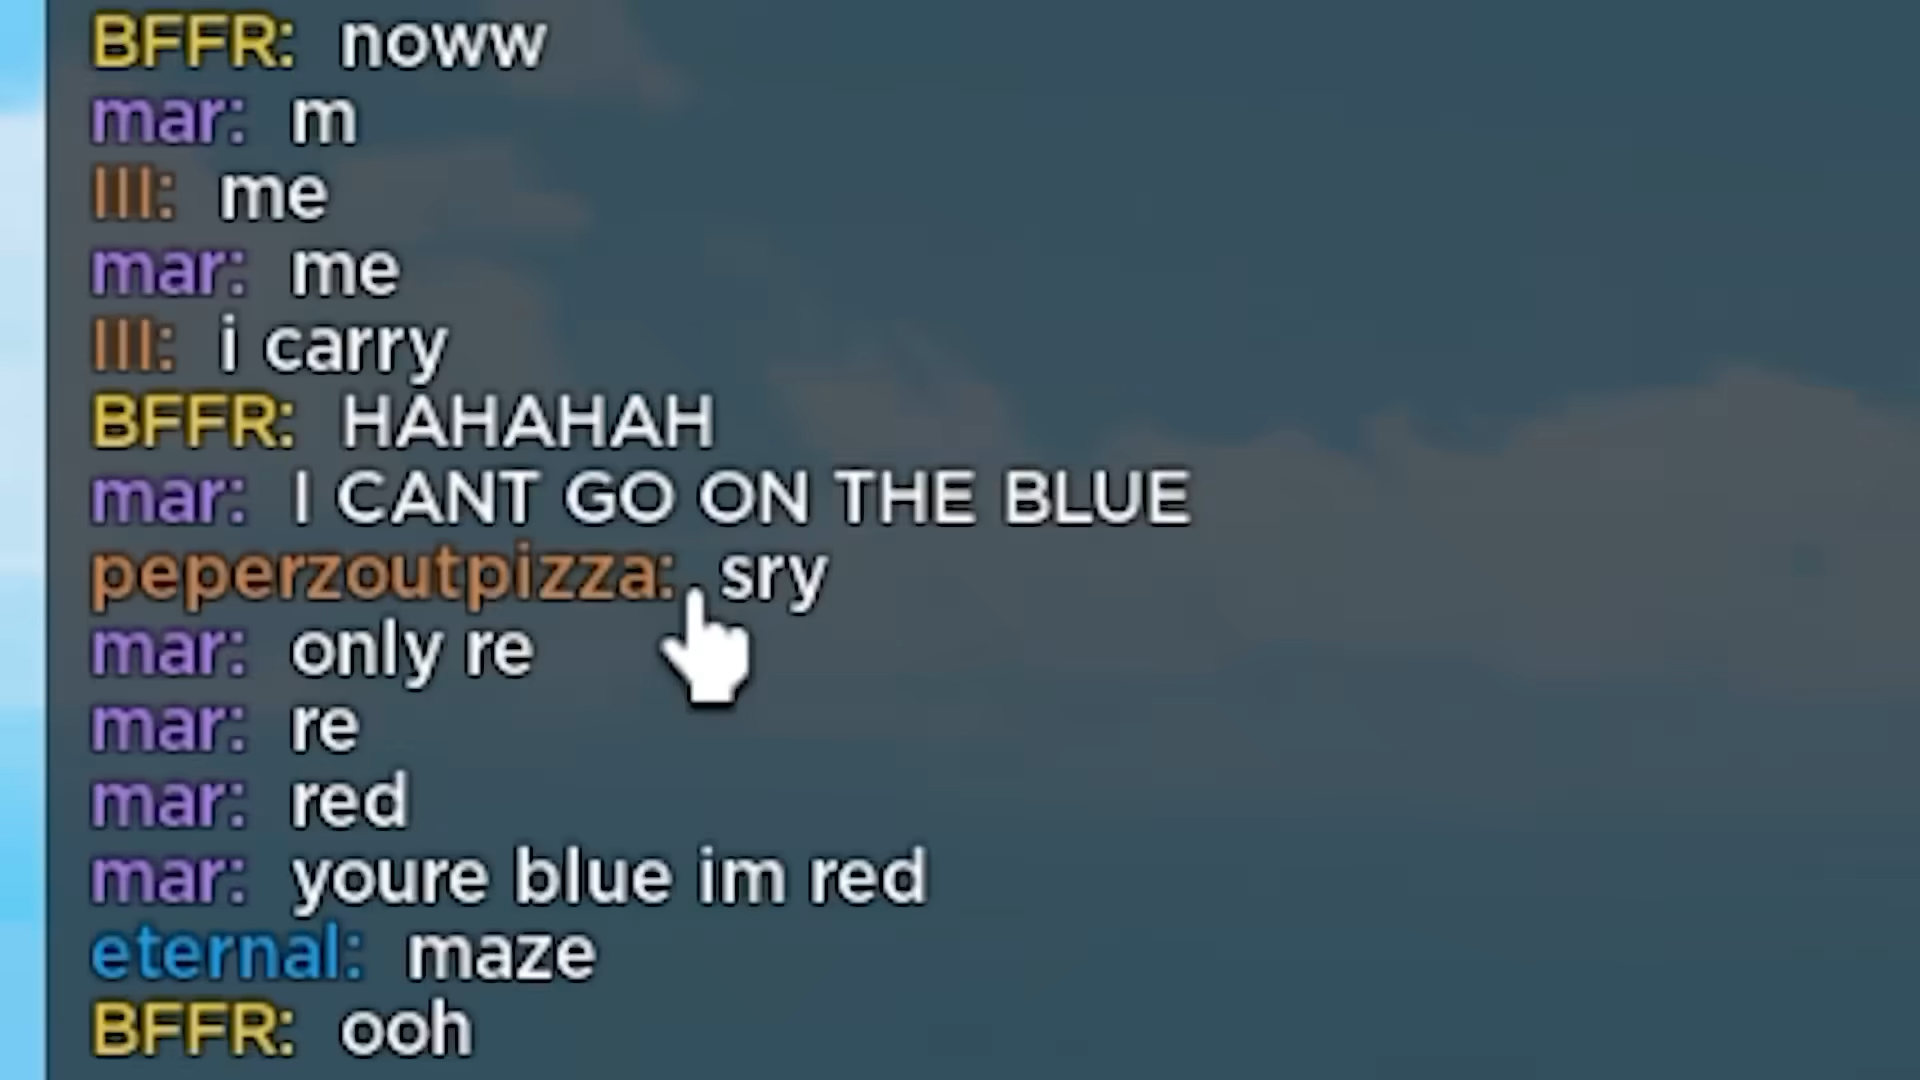 BFFR: noww
mar: m
lll: me
mar: me
lll: i carry
BFFR: HAHAHAH
mar: I CANT GO ON THE BLUE
peperzoutpizza: sry
mar: only re
mar: re
mar: red
mar: youre blue im red
eternal: maze
BFFR: ooh